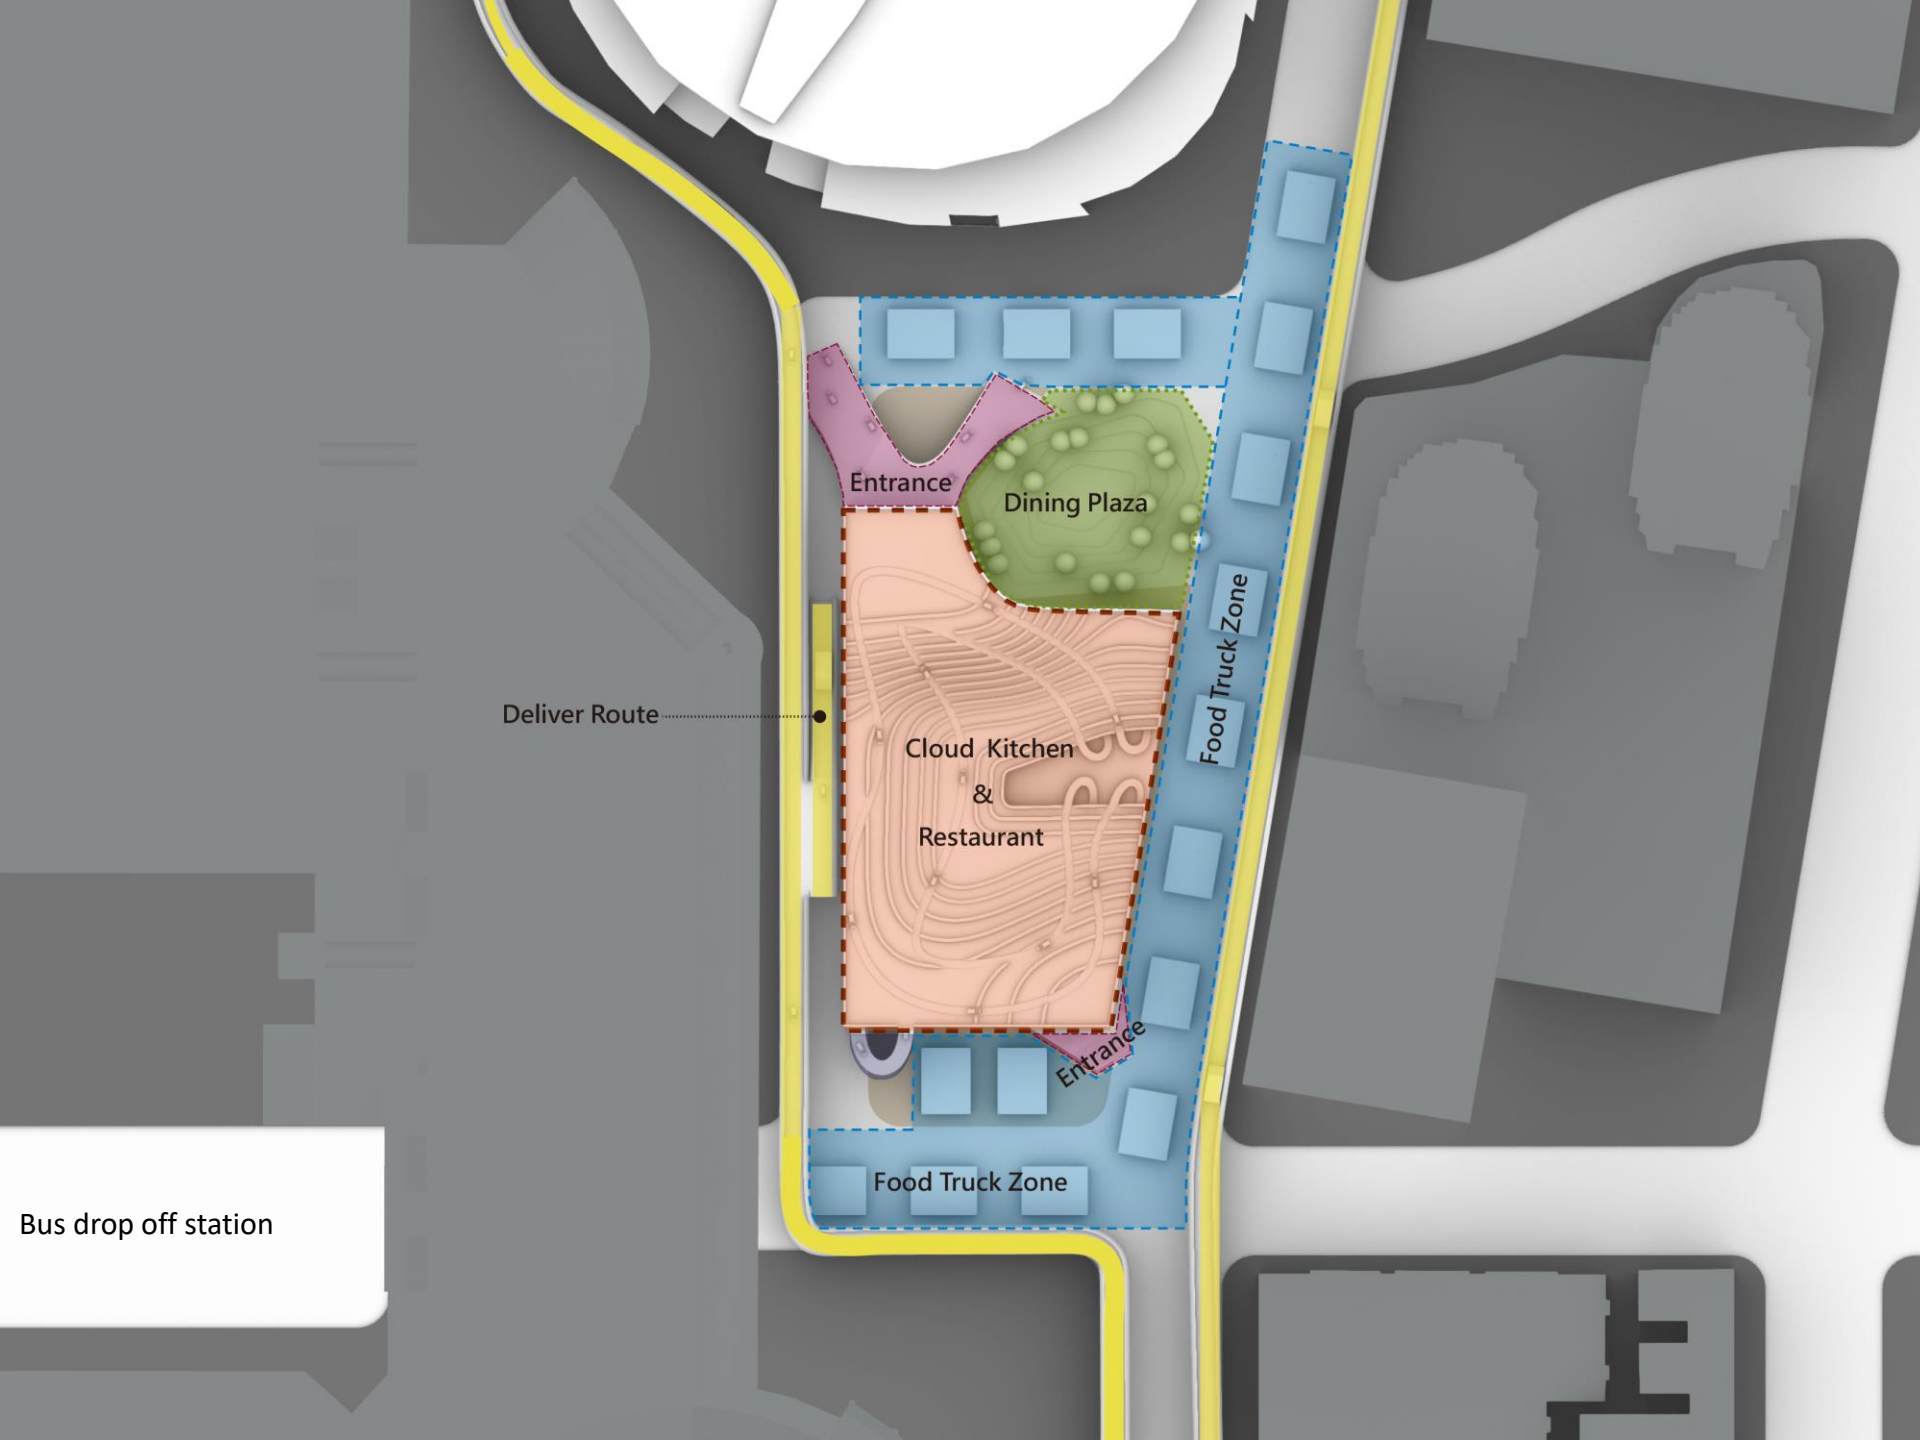 Entrance
Dining Plaza
Food Truck Zone
Deliver Route
Cloud Kitchen
&
Restaurant
Entrance
Food Truck Zone
Bus drop off station